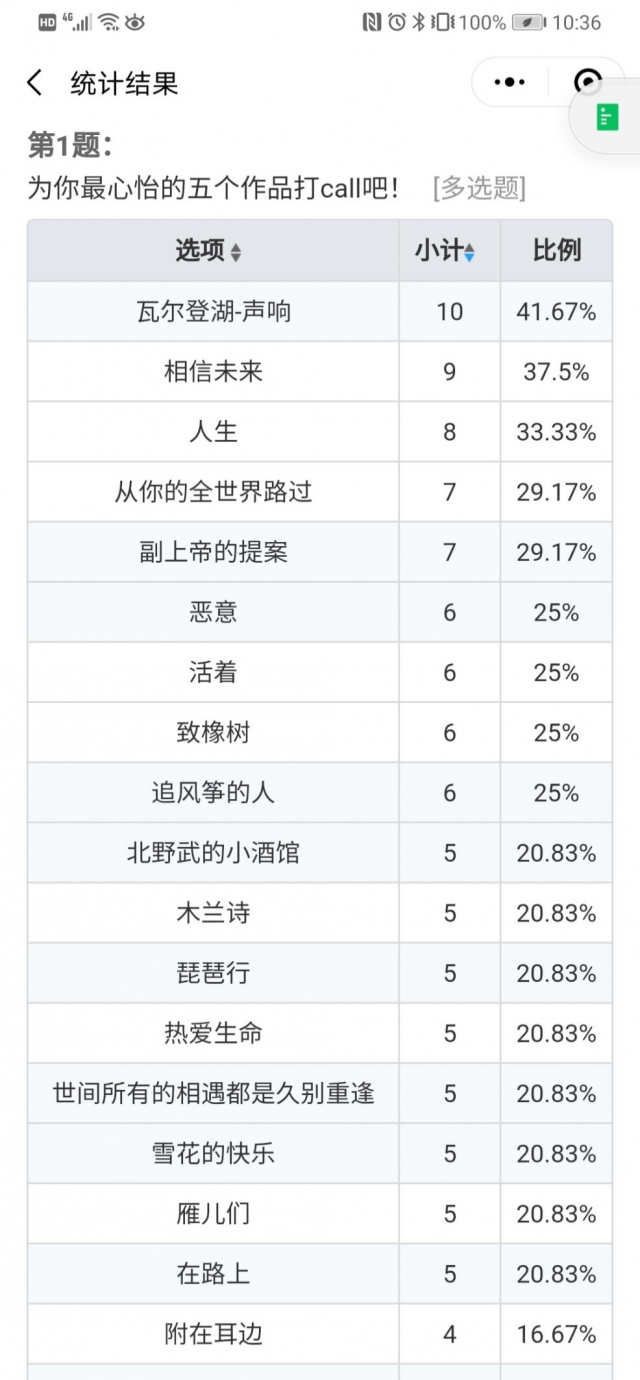 HD 4G 100% 10:36
统计结果
第1题：
为你最心怡的五个作品打call吧！ [多选题]
选项 小计 比例
瓦尔登湖-声响 10 41.67%
相信未来 9 37.5%
人生 8 33.33%
从你的全世界路过 7 29.17%
副上帝的提案 7 29.17%
恶意 6 25%
活着 6 25%
致橡树 6 25%
追风筝的人 6 25%
北野武的小酒馆 5 20.83%
木兰诗 5 20.83%
琵琶行 5 20.83%
热爱生命 5 20.83%
世间所有的相遇都是久别重逢 5 20.83%
雪花的快乐 5 20.83%
雁儿们 5 20.83%
在路上 5 20.83%
附在耳边 4 16.67%